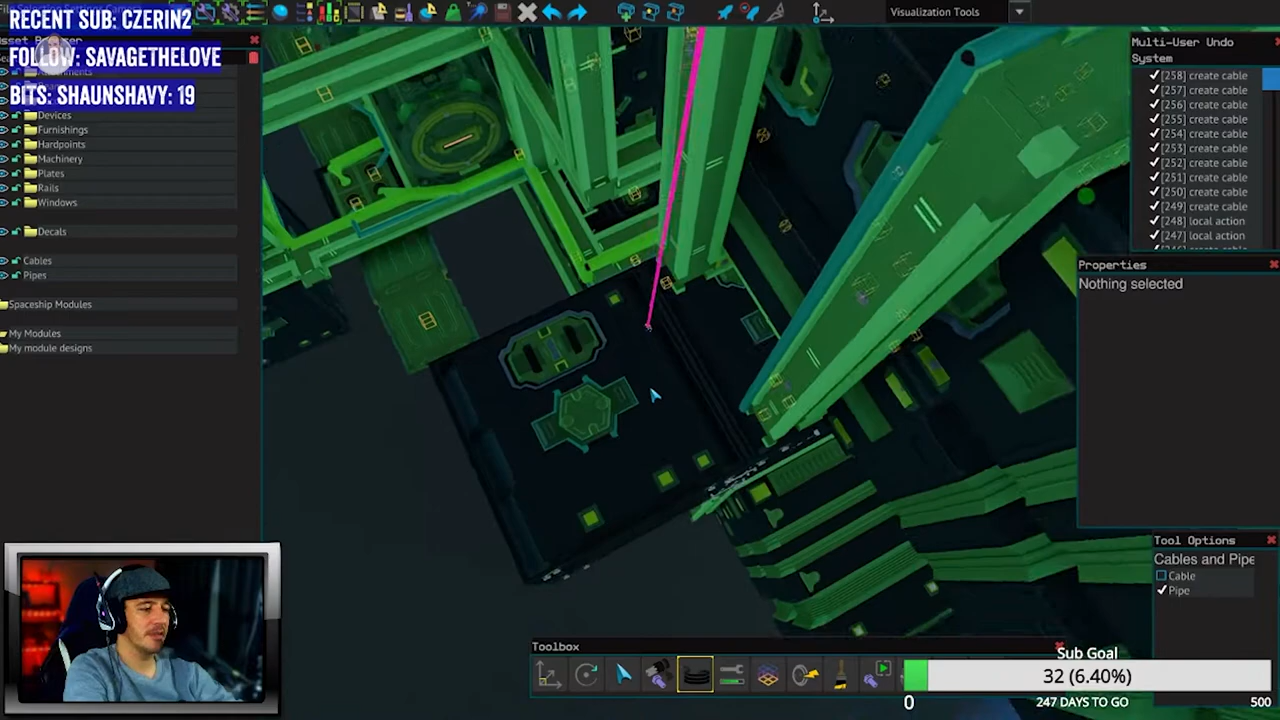 RECENT SUB: CZERIN2
FOLLOW: SAVAGETHELOVE
BITS: SHAUNSHAVY: 19
Visualization Tools
Devices
Furnishings
Hardpoints
Machinery
Plates
Rails
Windows
Decals
Cables
Pipes
Spaceship Modules
My Modules
My module designs
Multi-User Undo
System
[258] create cable
[257] create cable
[256] create cable
[255] create cable
[254] create cable
[253] create cable
[252] create cable
[251] create cable
[250] create cable
[249] create cable
[248] local action
[247] local action
Properties
Nothing selected
Tool Options
Cables and Pipe
Cable
Pipe
Toolbox
Sub Goal
32 (6.40%)
0
247 DAYS TO GO
500